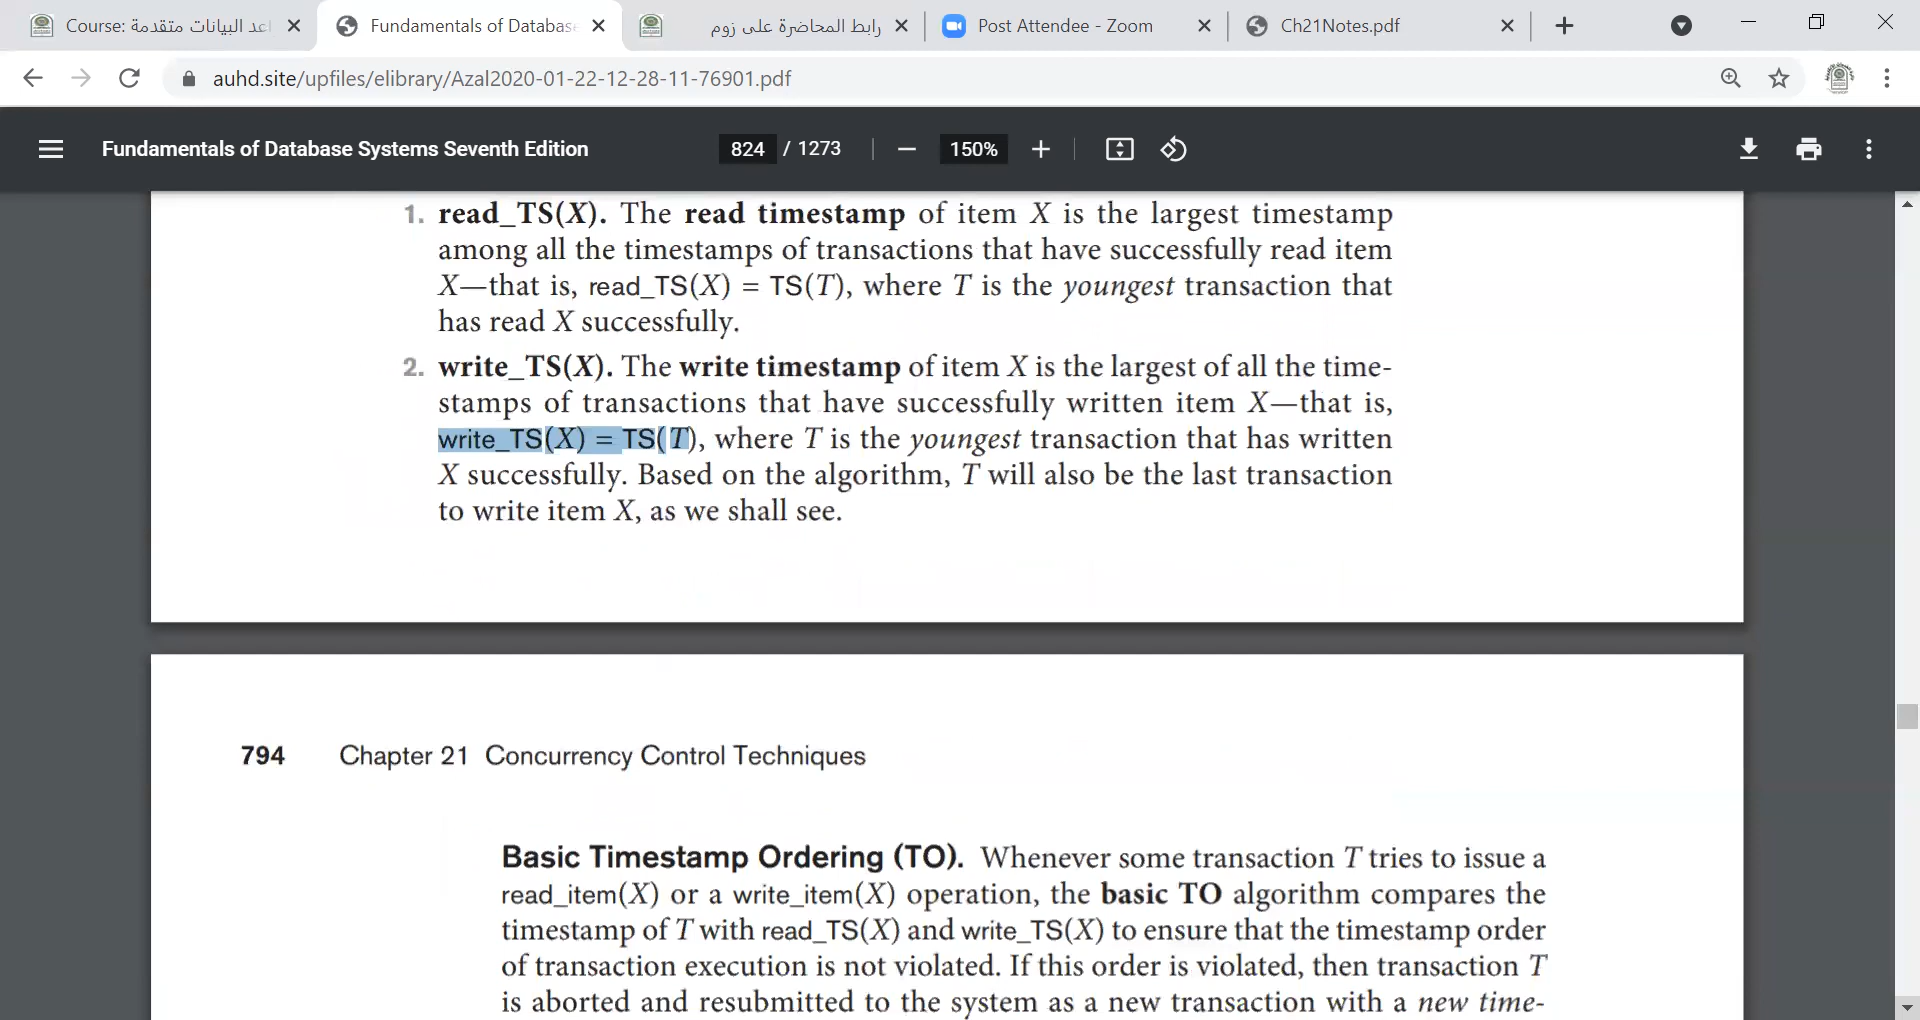 Course: قواعد البيانات متقدمة
Fundamentals of Database
رابط المحاضرة على زووم
Post Attendee - Zoom
Ch21Notes.pdf
auhd.site/upfiles/elibrary/Azal2020-01-22-12-28-11-76901.pdf
Fundamentals of Database Systems Seventh Edition
824 / 1273
150%
1. read_TS(X). The read timestamp of item X is the largest timestamp
among all the timestamps of transactions that have successfully read item
X—that is, read_TS(X) = TS(T), where T is the youngest transaction that
has read X successfully.
2. write_TS(X). The write timestamp of item X is the largest of all the time-
stamps of transactions that have successfully written item X—that is,
write_TS(X) = TS(T), where T is the youngest transaction that has written
X successfully. Based on the algorithm, T will also be the last transaction
to write item X, as we shall see.
794 Chapter 21 Concurrency Control Techniques
Basic Timestamp Ordering (TO). Whenever some transaction T tries to issue a
read_item(X) or a write_item(X) operation, the basic TO algorithm compares the
timestamp of T with read_TS(X) and write_TS(X) to ensure that the timestamp order
of transaction execution is not violated. If this order is violated, then transaction T
is aborted and resubmitted to the system as a new transaction with a new time-